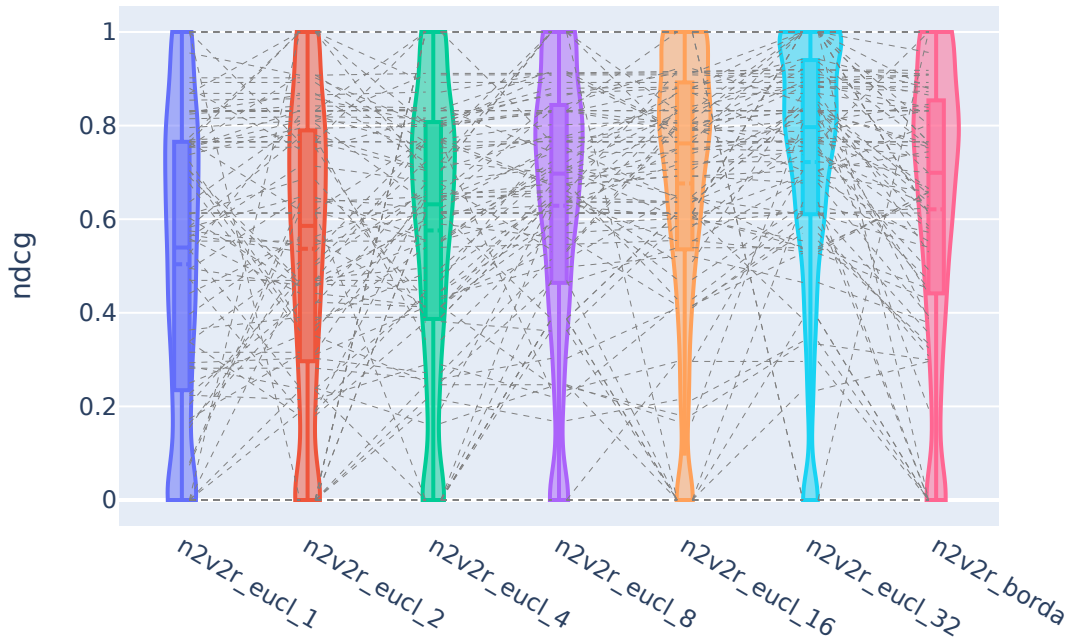 ndcg
1
0.8
0.6
0.4
0.2
0
n2v2r_eucl_1
n2v2r_eucl_2
n2v2r_eucl_4
n2v2r_eucl_8
n2v2r_eucl_16
n2v2r_eucl_32
n2v2r_borda